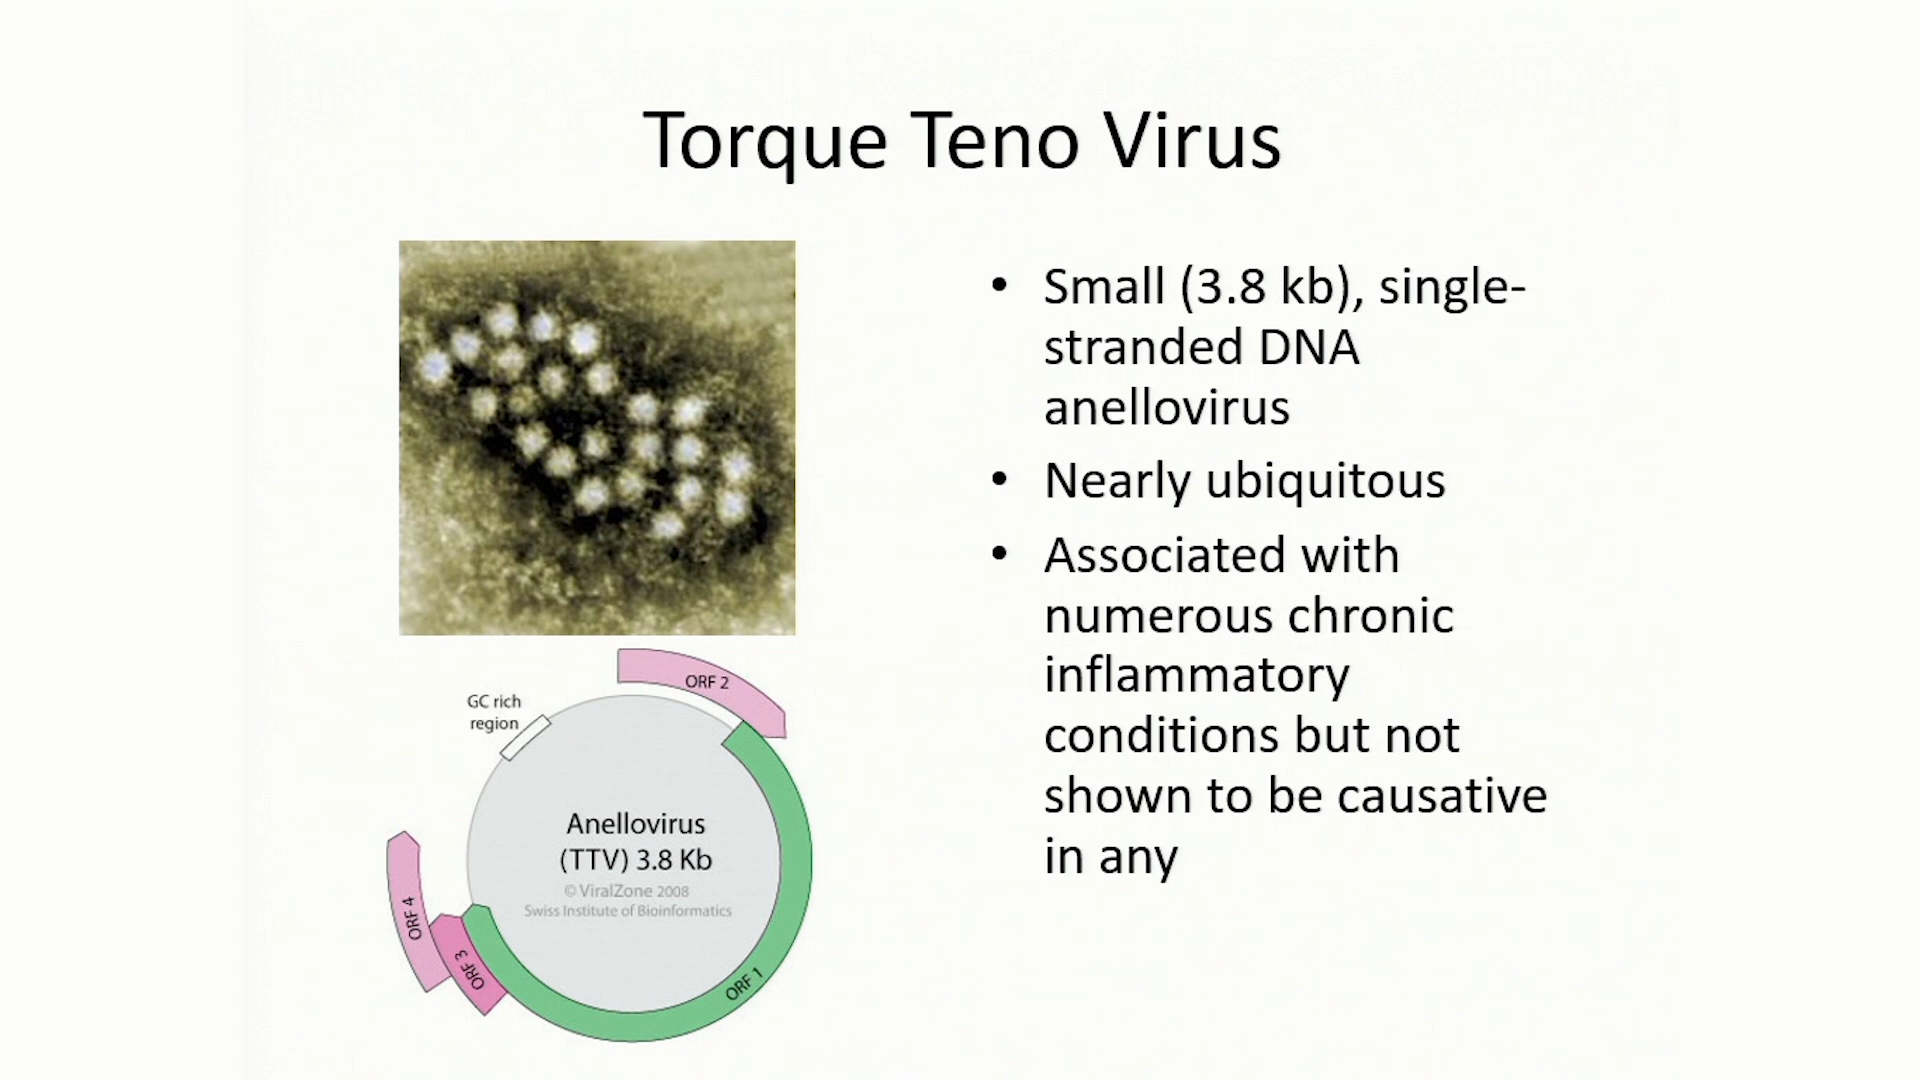 Torque Teno Virus
• Small (3.8 kb), single-
stranded DNA
anellovirus
• Nearly ubiquitous
• Associated with
numerous chronic
inflammatory
conditions but not
shown to be causative
in any
ORF 2
GC rich
region
Anellovirus
(TTV) 3.8 Kb
© ViralZone 2008
Swiss Institute of Bioinformatics
ORF 4
ORF 3
ORF 1